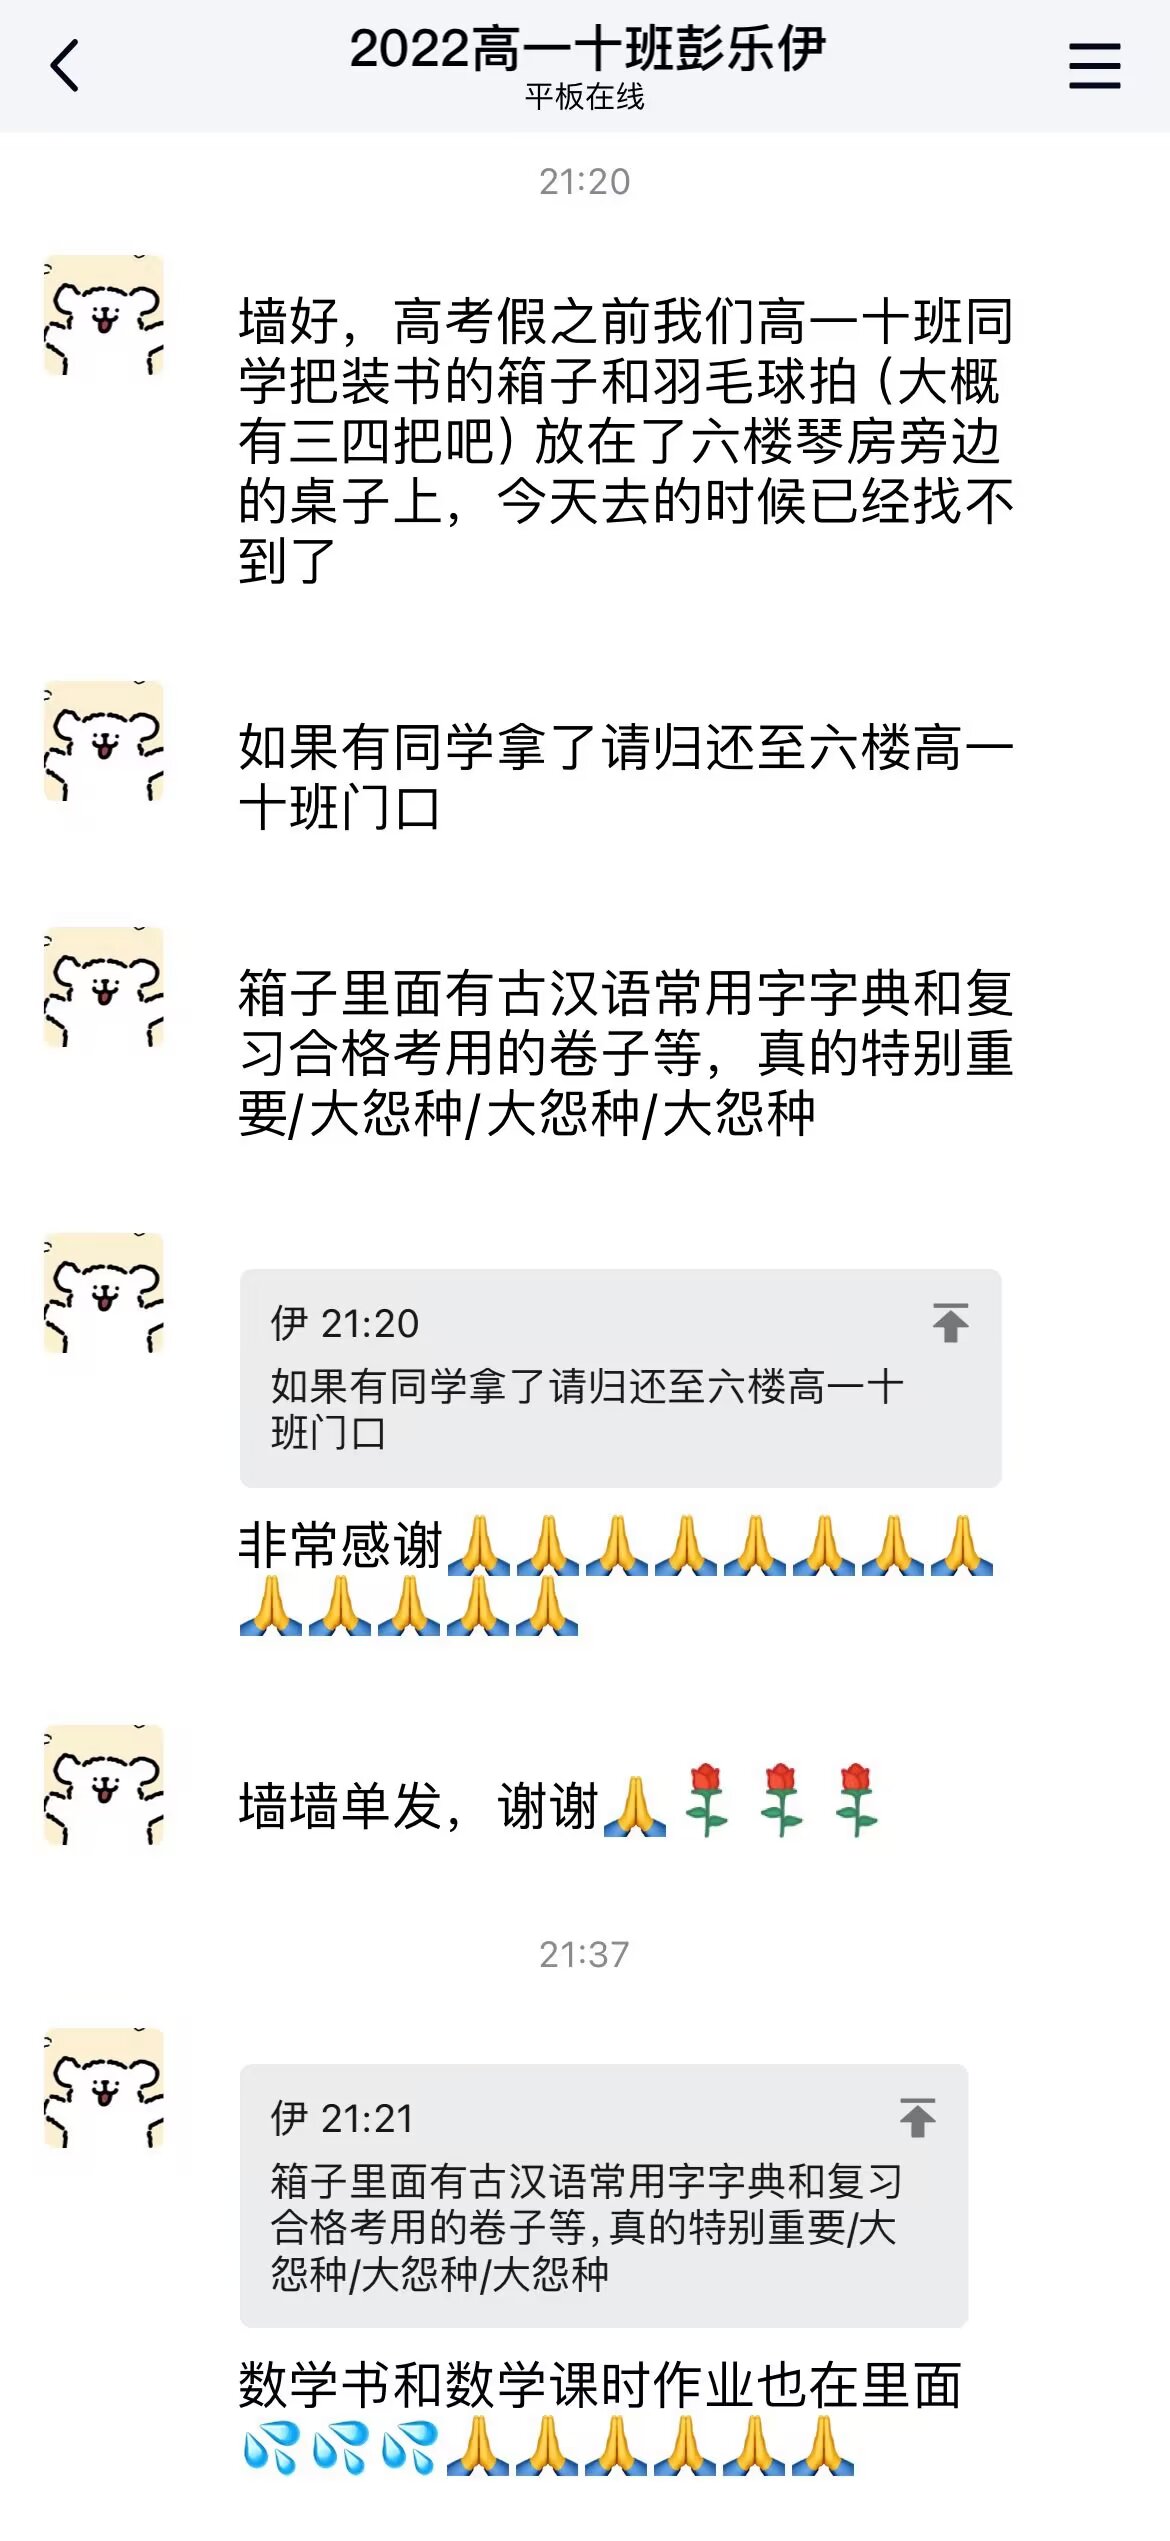 2022高一十班彭乐伊
平板在线
21:20
墙好，高考假之前我们高一十班同
学把装书的箱子和羽毛球拍（大概
有三四把吧）放在了六楼琴房旁边
的桌子上，今天去的时候已经找不
到了
如果有同学拿了请归还至六楼高一
十班门口
箱子里面有古汉语常用字字典和复
习合格考用的卷子等，真的特别重
要/大怨种/大怨种/大怨种
伊 21:20
如果有同学拿了请归还至六楼高一十
班门口
非常感谢🙏🙏🙏🙏🙏🙏🙏🙏
🙏🙏🙏🙏🙏
墙墙单发，谢谢🙏🌹🌹🌹
21:37
伊 21:21
箱子里面有古汉语常用字字典和复习
合格考用的卷子等，真的特别重要/大
怨种/大怨种/大怨种
数学书和数学课时作业也在里面
💦💦💦🙏🙏🙏🙏🙏🙏